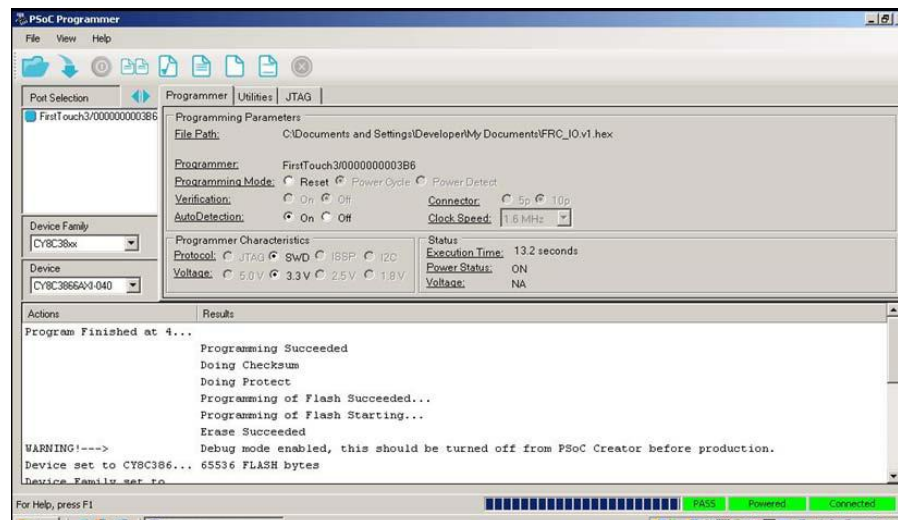 PSoC Programmer
File View Help
Port Selection
Programmer Utilities JTAG
FirstTouch3/0000000003B6
Programming Parameters
File Path: C:\Documents and Settings\Developer\My Documents\FRC_IO.v1.hex
Programmer: FirstTouch3/0000000003B6
Programming Mode: Reset Power Cycle Power Detect
Verification: On Off Connector: 5p 10p
AutoDetection: On Off Clock Speed: 1.6 MHz
Device Family
CY8C38xx
Device
CY8C3866AXI-040
Programmer Characteristics
Protocol: JTAG SWD ISSP I2C
Voltage: 5.0 V 3.3 V 2.5 V 1.8 V
Status
Execution Time: 13.2 seconds
Power Status: ON
Voltage: NA
Actions Results
Program Finished at 4...
Programming Succeeded
Doing Checksum
Doing Protect
Programming of Flash Succeeded...
Programming of Flash Starting...
Erase Succeeded
WARNING!---> Debug mode enabled, this should be turned off from PSoC Creator before production.
Device set to CY8C386... 65536 FLASH bytes
Device Family set to
For Help, press F1 PASS Powered Connected